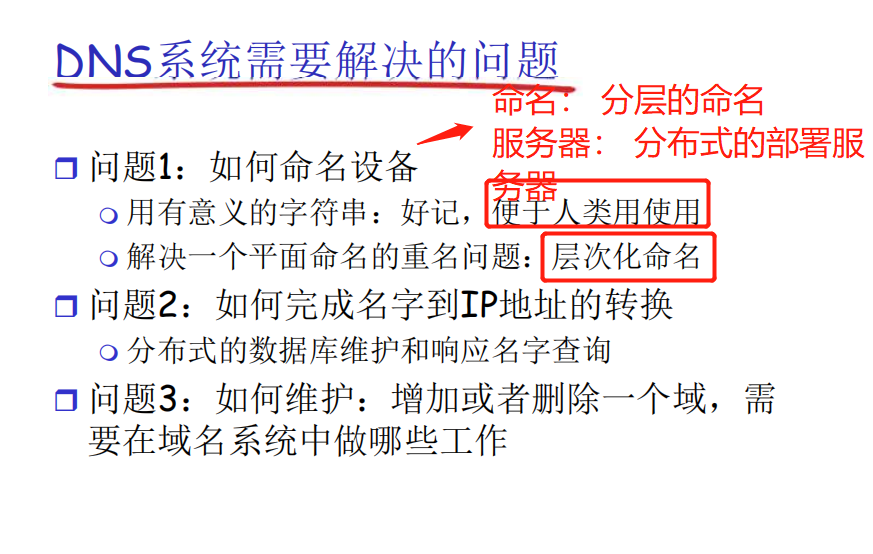 DNS系统需要解决的问题
命名： 分层的命名
服务器： 分布式的部署服
务器
问题1：如何命名设备
用有意义的字符串：好记，便于人类用使用
解决一个平面命名的重名问题：层次化命名
问题2：如何完成名字到IP地址的转换
分布式的数据库维护和响应名字查询
问题3：如何维护：增加或者删除一个域，需
要在域名系统中做哪些工作